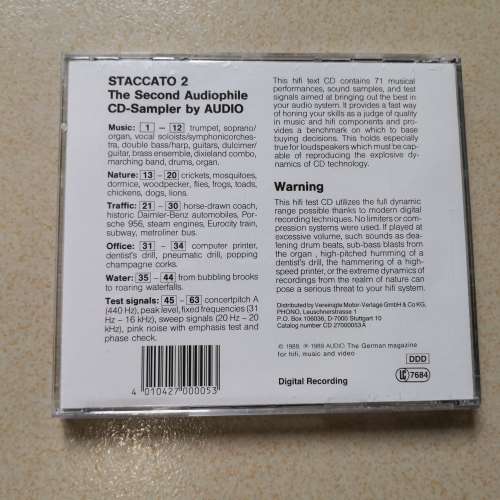 STACCATO 2
The Second Audiophile
CD-Sampler by AUDIO
Music: 1 – 12 trumpet, soprano/
organ, vocal soloists/symphonicorches-
tra, double bass/harp, guitars, dulcimer/
guitar, brass ensemble, dixieland combo,
marching band, drums, organ.
Nature: 13 – 20 crickets, mosquitoes,
dormice, woodpecker, flies, frogs, toads,
chickens, dogs, lions.
Traffic: 21 – 30 horse-drawn coach,
historic Daimler-Benz automobiles, Por-
sche 956, steam engines, Eurocity train,
subway, metroliner bus.
Office: 31 – 34 computer printer,
dentist's drill, pneumatic drill, popping
champagne corks.
Water: 35 – 44 from bubbling brooks
to roaring waterfalls.
Test signals: 45 – 63 concertpitch A
(440 Hz), peak level, fixed frequencies (31
Hz – 16 kHz), sweep signals (20 Hz – 20
kHz), pink noise with emphasis test and
phase check.
4 010427 000053
This hifi text CD contains 71 musical
performances, sound samples, and test
signals aimed at bringing out the best in
your audio system. It provides a fast way
of honing your skills as a judge of quality
in music and hifi components and pro-
vides a benchmark on which to base
buying decisions. This holds especially
true for loudspeakers which must be cap-
able of reproducing the explosive dynam-
ics of CD technology.
Warning
This hifi test CD utilizes the full dynamic
range possible thanks to modern digital
recording techniques. No limiters or com-
pression systems were used. If played at
excessive volume, such sounds as dea-
fening drum beats, sub-bass blasts from
the organ , high-pitched humming of a
dentist's drill, the hammering of a high-
speed printer, or the extreme dynamics of
recordings from the realm of nature can
pose a serious threat to your hifi system.
Distributed by Vereinigte Motor-Verlage GmbH & Co KG,
PHONO, Leuschnerstrasse 1
P.O. Box 106036, D-7000 Stuttgart 10
Catalog number CD 27000053 A
© 1989, ℗ 1989 AUDIO. The German magazine
for hifi, music and video
DDD
LC 7684
Digital Recording